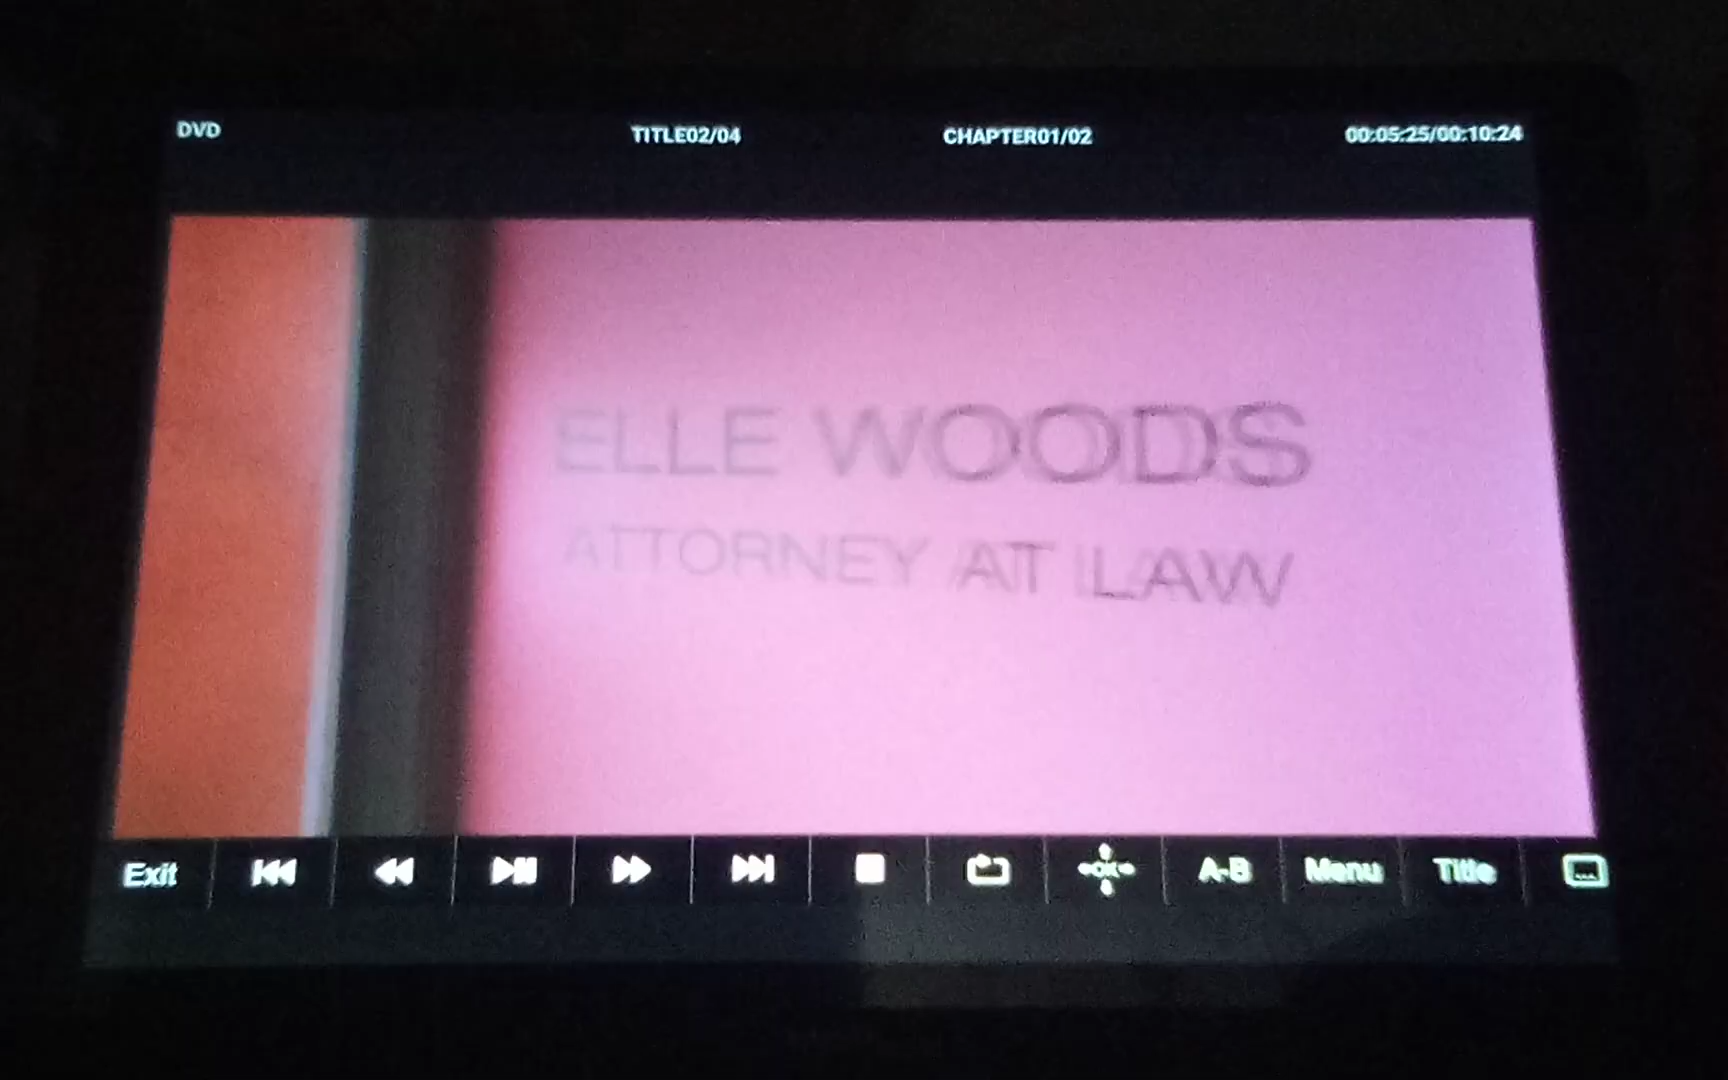 DVD TITLE02/04 CHAPTER01/02 00:05:25/00:10:24
ELLE WOODS
ATTORNEY AT LAW
Exit OK A-B Menu Title